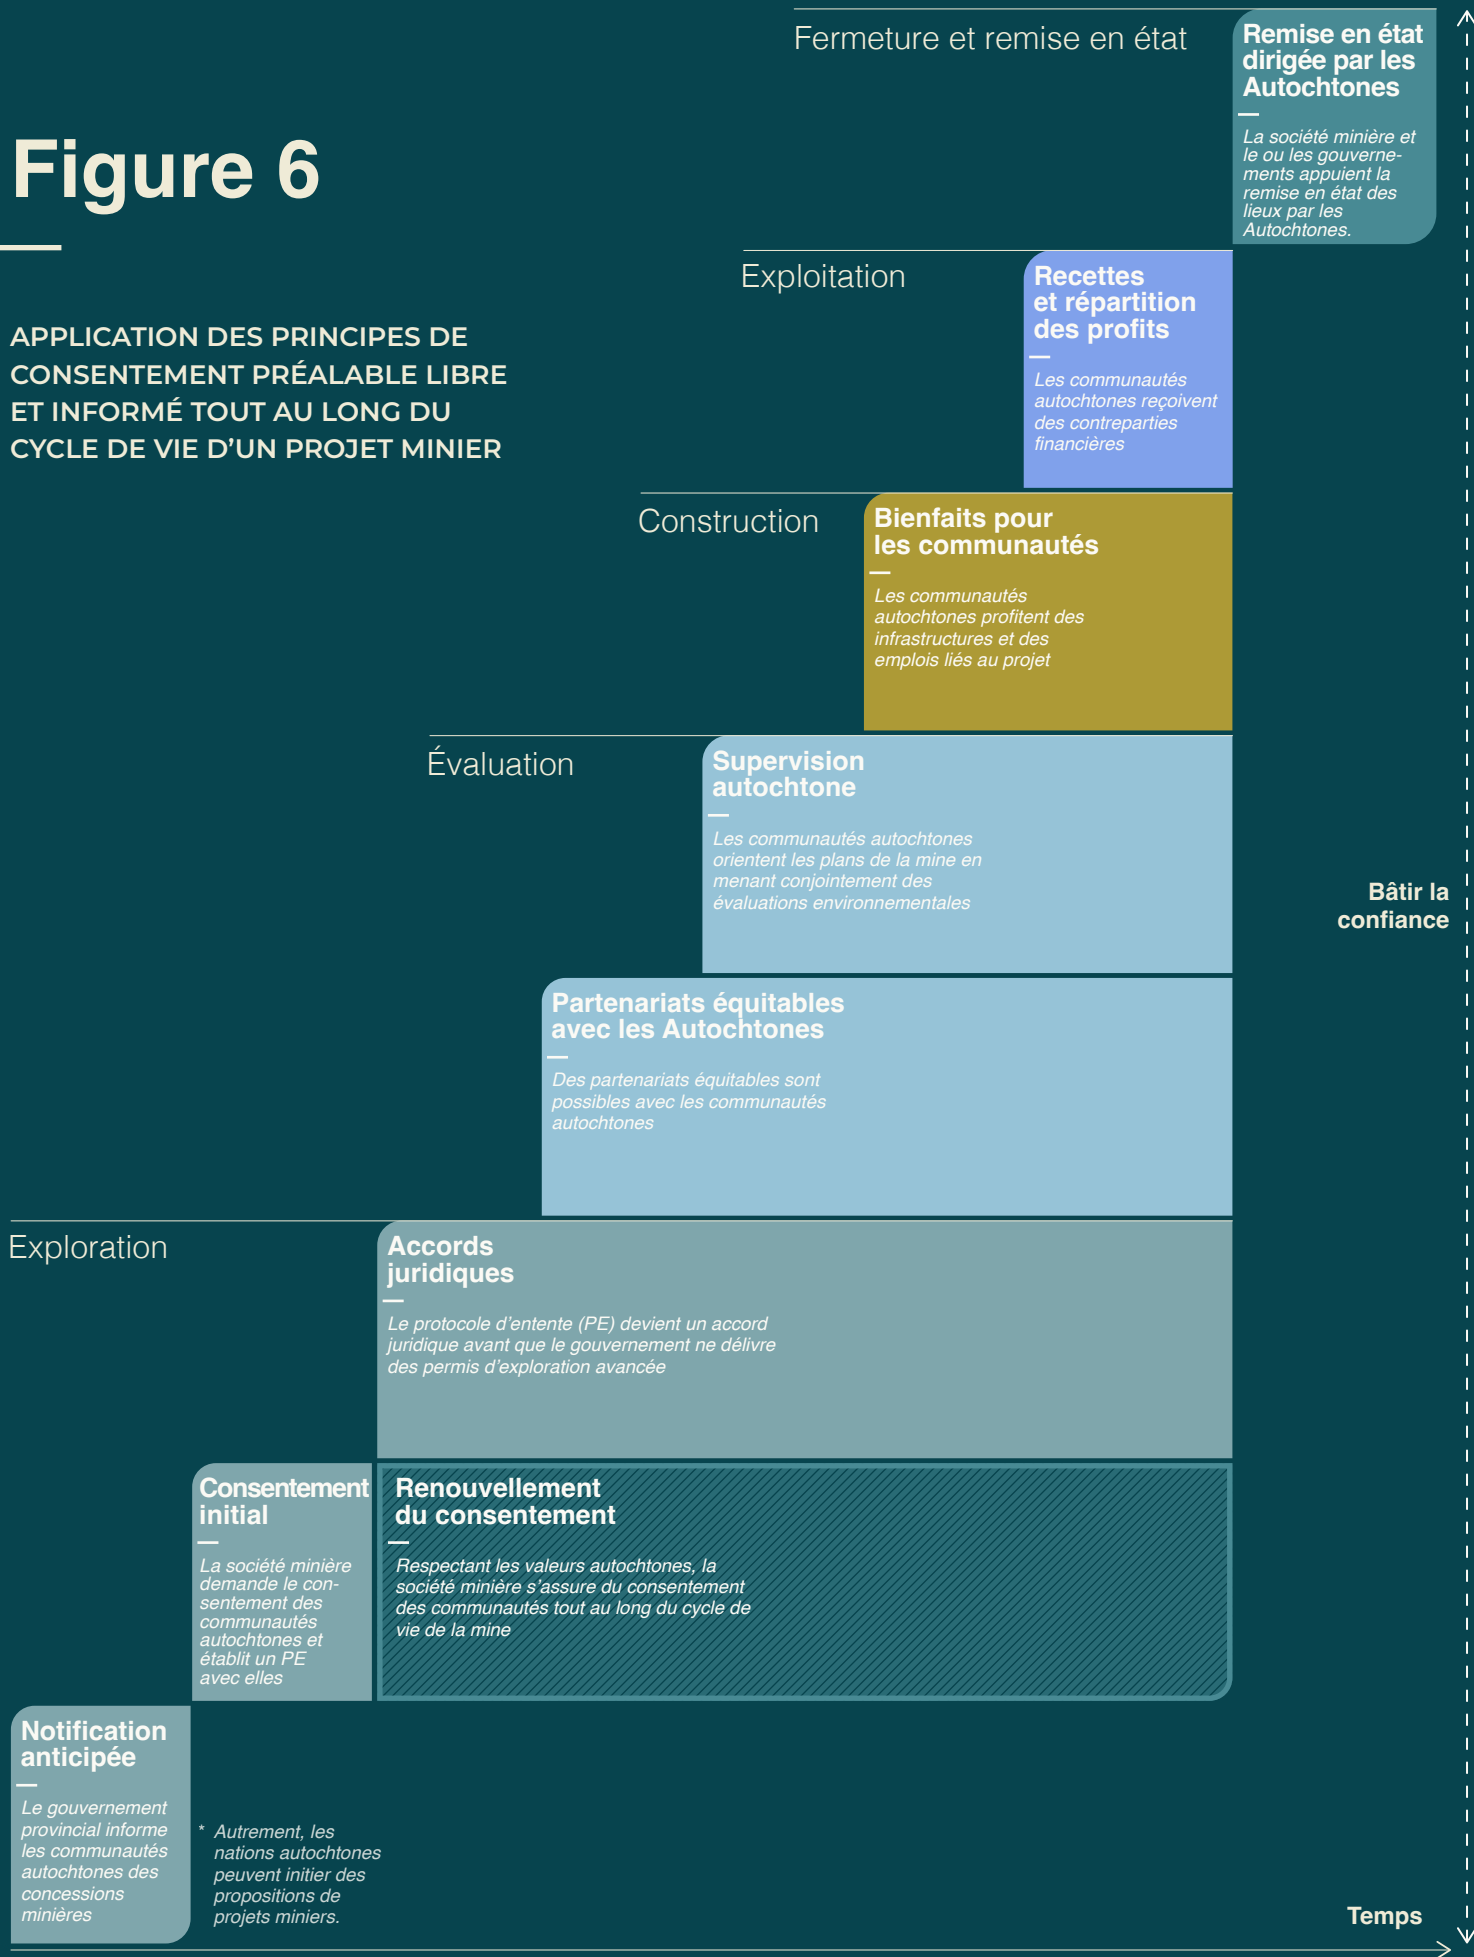 Figure 6
APPLICATION DES PRINCIPES DE
CONSENTEMENT PRÉALABLE LIBRE
ET INFORMÉ TOUT AU LONG DU
CYCLE DE VIE D’UN PROJET MINIER
Fermeture et remise en état
Remise en état
dirigée par les
Autochtones
La société minière et
le ou les gouverne-
ments appuient la
remise en état des
lieux par les
Autochtones.
Exploitation
Recettes
et répartition
des profits
Les communautés
autochtones reçoivent
des contreparties
financières
Construction
Bienfaits pour
les communautés
Les communautés
autochtones profitent des
infrastructures et des
emplois liés au projet
Évaluation
Supervision
autochtone
Les communautés autochtones
orientent les plans de la mine en
menant conjointement des
évaluations environnementales
Bâtir la
confiance
Partenariats équitables
avec les Autochtones
Des partenariats équitables sont
possibles avec les communautés
autochtones
Exploration
Accords
juridiques
Le protocole d’entente (PE) devient un accord
juridique avant que le gouvernement ne délivre
des permis d’exploration avancée
Consentement
initial
La société minière
demande le con-
sentement des
communautés
autochtones et
établit un PE
avec elles
Renouvellement
du consentement
Respectant les valeurs autochtones, la
société minière s’assure du consentement
des communautés tout au long du cycle de
vie de la mine
Notification
anticipée
Le gouvernement
provincial informe
les communautés
autochtones des
concessions
minières
* Autrement, les
nations autochtones
peuvent initier des
propositions de
projets miniers.
Temps